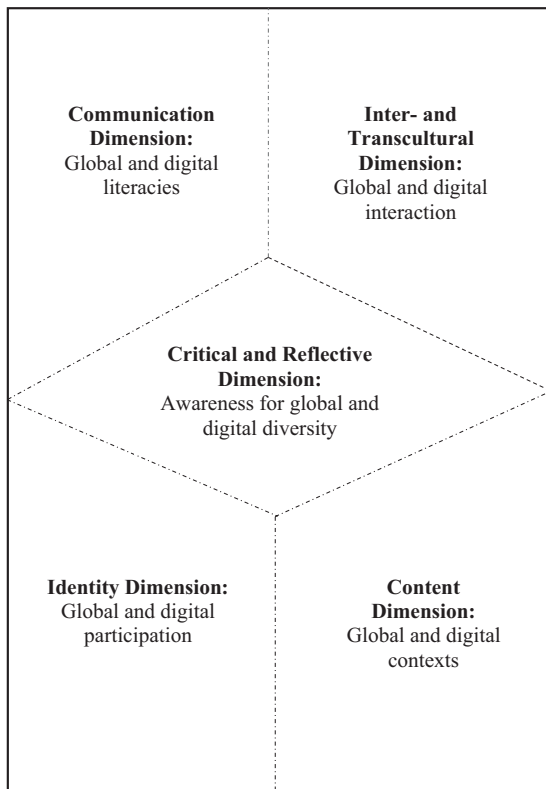 Communication
Dimension:
Global and digital
literacies
Inter- and
Transcultural
Dimension:
Global and digital
interaction
Critical and Reflective
Dimension:
Awareness for global and
digital diversity
Identity Dimension:
Global and digital
participation
Content
Dimension:
Global and digital
contexts